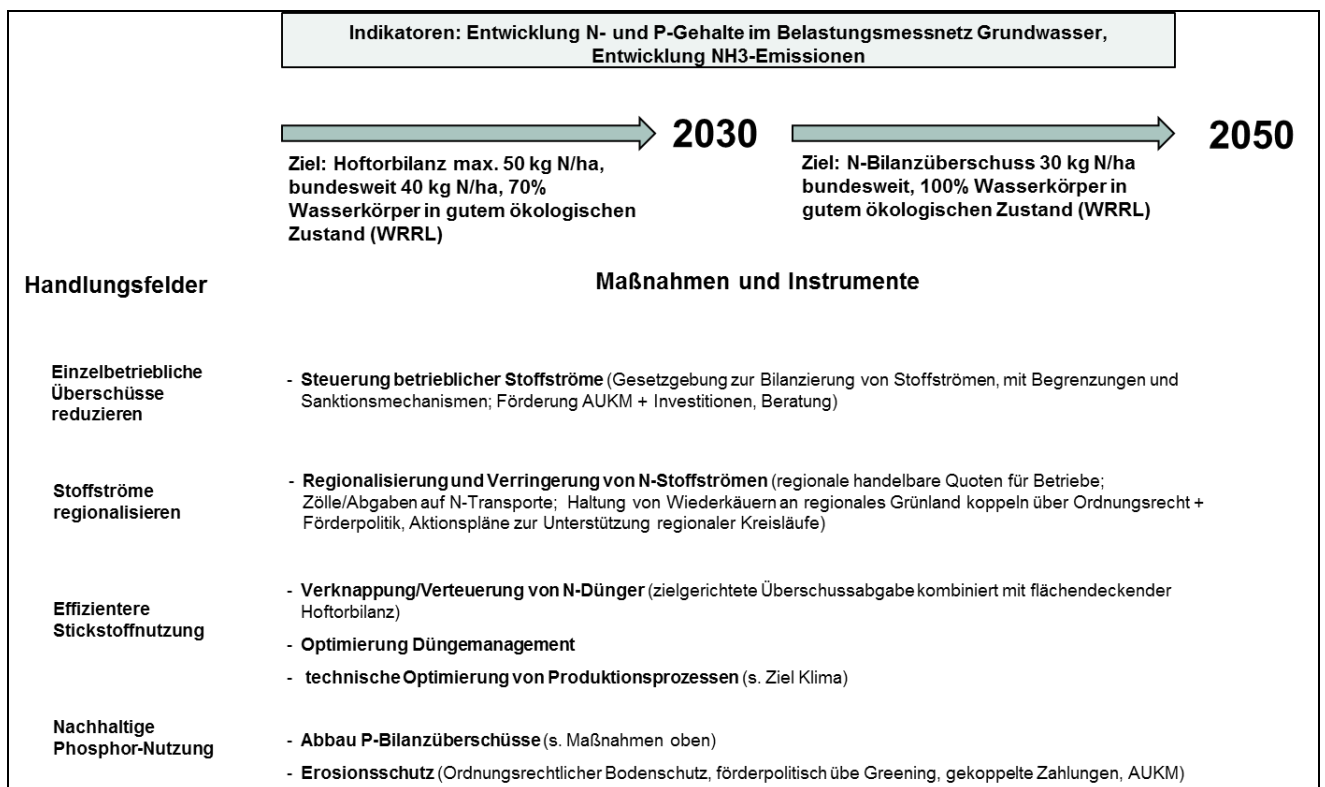 Indikatoren: Entwicklung N- und P-Gehalte im Belastungsmessnetz Grundwasser,
Entwicklung NH3-Emissionen
2030
2050
Ziel: Hoftorbilanz max. 50 kg N/ha,
bundesweit 40 kg N/ha, 70%
Wasserkörper in gutem ökologischen
Zustand (WRRL)
Ziel: N-Bilanzüberschuss 30 kg N/ha
bundesweit, 100% Wasserkörper in
gutem ökologischen Zustand (WRRL)
Handlungsfelder
Maßnahmen und Instrumente
Einzelbetriebliche
Überschüsse
reduzieren
- Steuerung betrieblicher Stoffströme (Gesetzgebung zur Bilanzierung von Stoffströmen, mit Begrenzungen und
Sanktionsmechanismen; Förderung AUKM + Investitionen, Beratung)
Stoffströme
regionalisieren
- Regionalisierung und Verringerung von N-Stoffströmen (regionale handelbare Quoten für Betriebe;
Zölle/Abgaben auf N-Transporte; Haltung von Wiederkäuern an regionales Grünland koppeln über Ordnungsrecht +
Förderpolitik, Aktionspläne zur Unterstützung regionaler Kreisläufe)
Effizientere
Stickstoffnutzung
- Verknappung/Verteuerung von N-Dünger (zielgerichtete Überschussabgabe kombiniert mit flächendeckender
Hoftorbilanz)
- Optimierung Düngemanagement
- technische Optimierung von Produktionsprozessen (s. Ziel Klima)
Nachhaltige
Phosphor-Nutzung
- Abbau P-Bilanzüberschüsse (s. Maßnahmen oben)
- Erosionsschutz (Ordnungsrechtlicher Bodenschutz, förderpolitisch übe Greening, gekoppelte Zahlungen, AUKM)